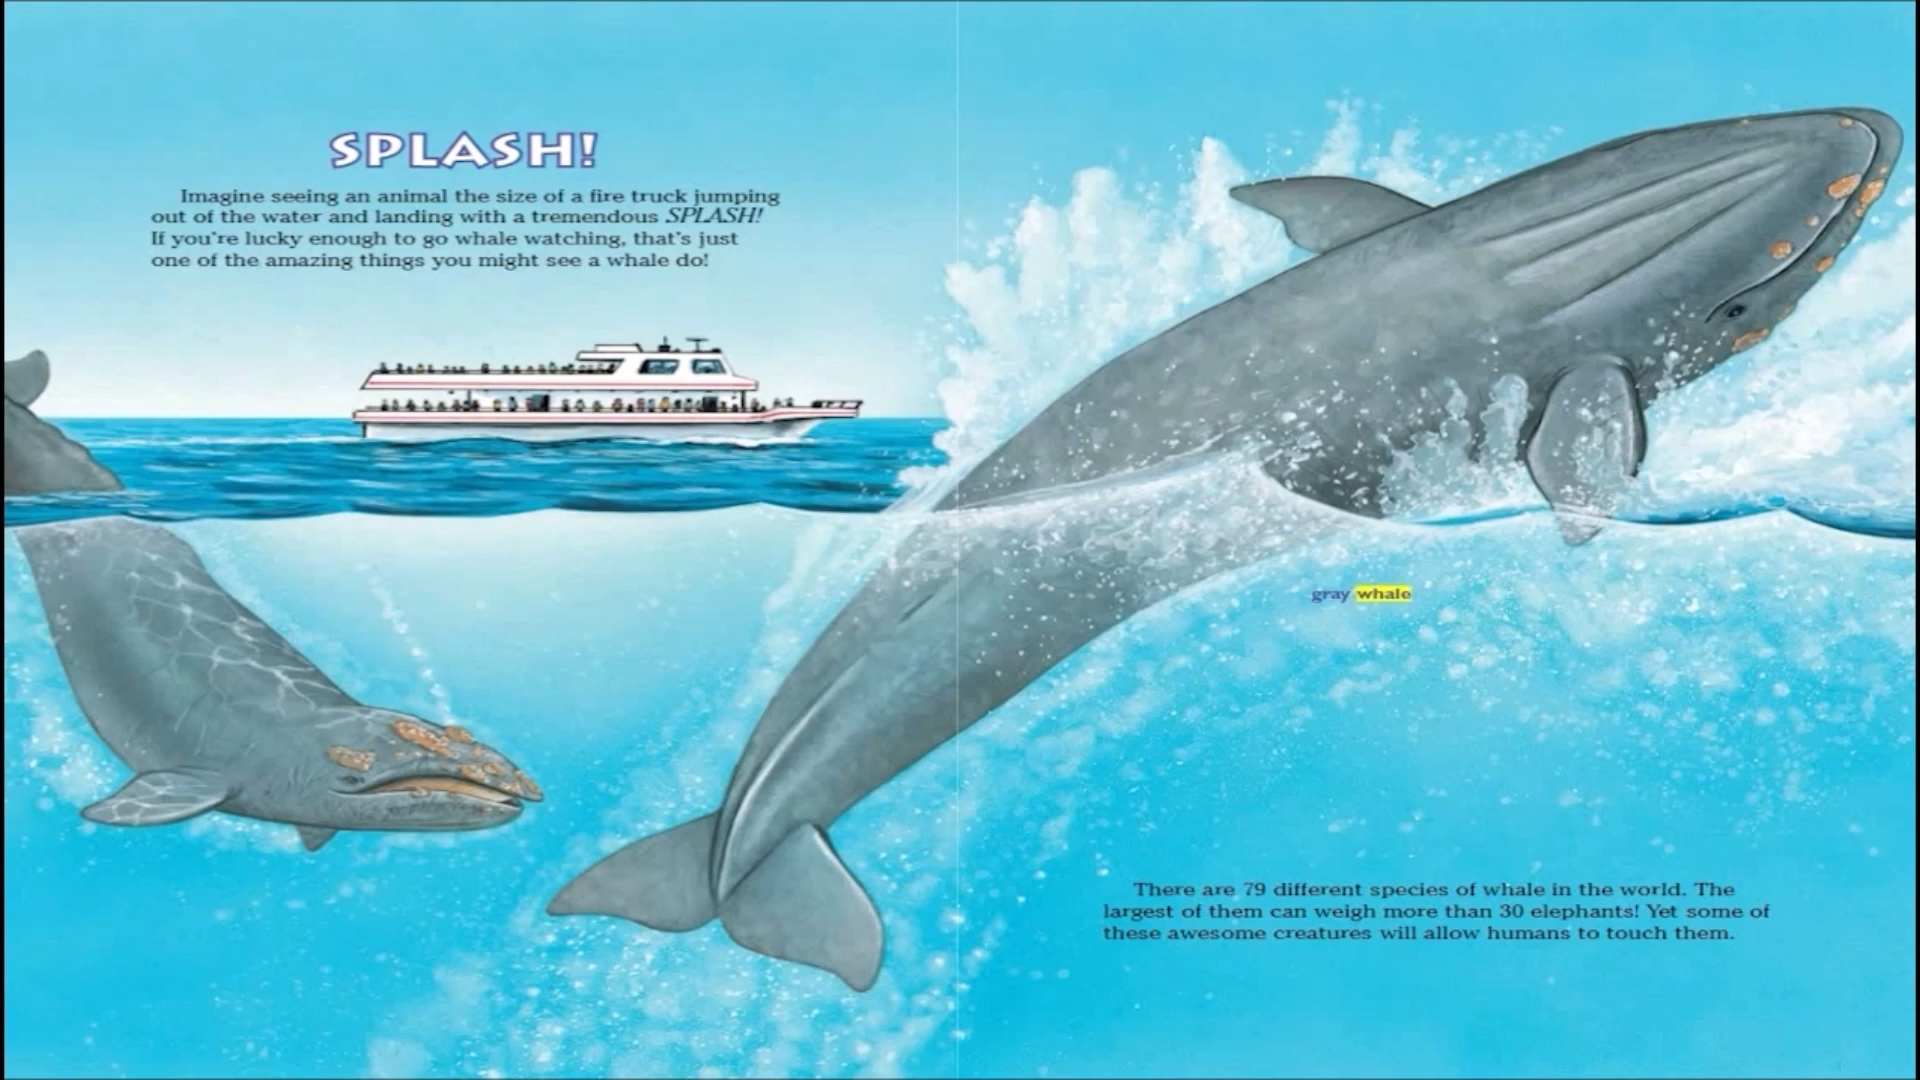 SPLASH!
Imagine seeing an animal the size of a fire truck jumping
out of the water and landing with a tremendous SPLASH!
If you're lucky enough to go whale watching, that's just
one of the amazing things you might see a whale do!
gray whale
There are 79 different species of whale in the world. The
largest of them can weigh more than 30 elephants! Yet some of
these awesome creatures will allow humans to touch them.